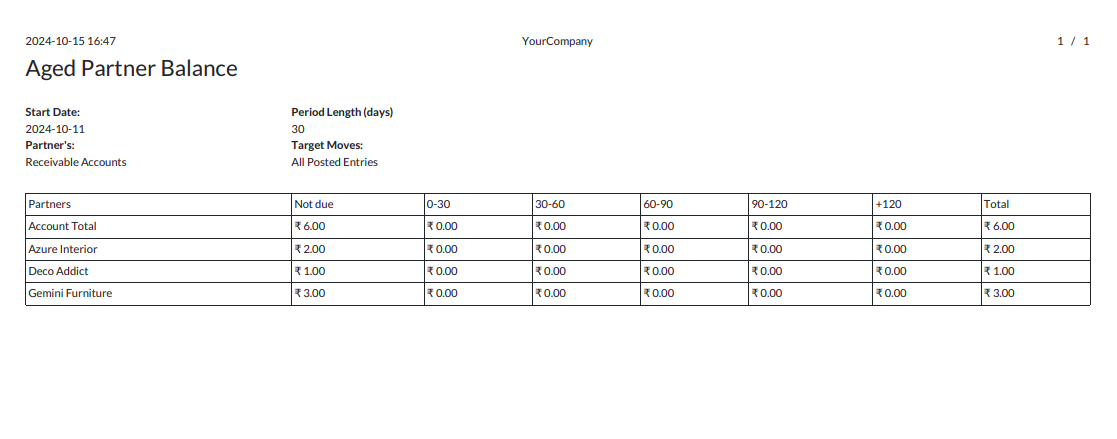 2024-10-15 16:47 YourCompany 1 / 1
Aged Partner Balance
Start Date: Period Length (days)
2024-10-11 30
Partner's: Target Moves:
Receivable Accounts All Posted Entries
Partners Not due 0-30 30-60 60-90 90-120 +120 Total
Account Total ₹ 6.00 ₹ 0.00 ₹ 0.00 ₹ 0.00 ₹ 0.00 ₹ 0.00 ₹ 6.00
Azure Interior ₹ 2.00 ₹ 0.00 ₹ 0.00 ₹ 0.00 ₹ 0.00 ₹ 0.00 ₹ 2.00
Deco Addict ₹ 1.00 ₹ 0.00 ₹ 0.00 ₹ 0.00 ₹ 0.00 ₹ 0.00 ₹ 1.00
Gemini Furniture ₹ 3.00 ₹ 0.00 ₹ 0.00 ₹ 0.00 ₹ 0.00 ₹ 0.00 ₹ 3.00